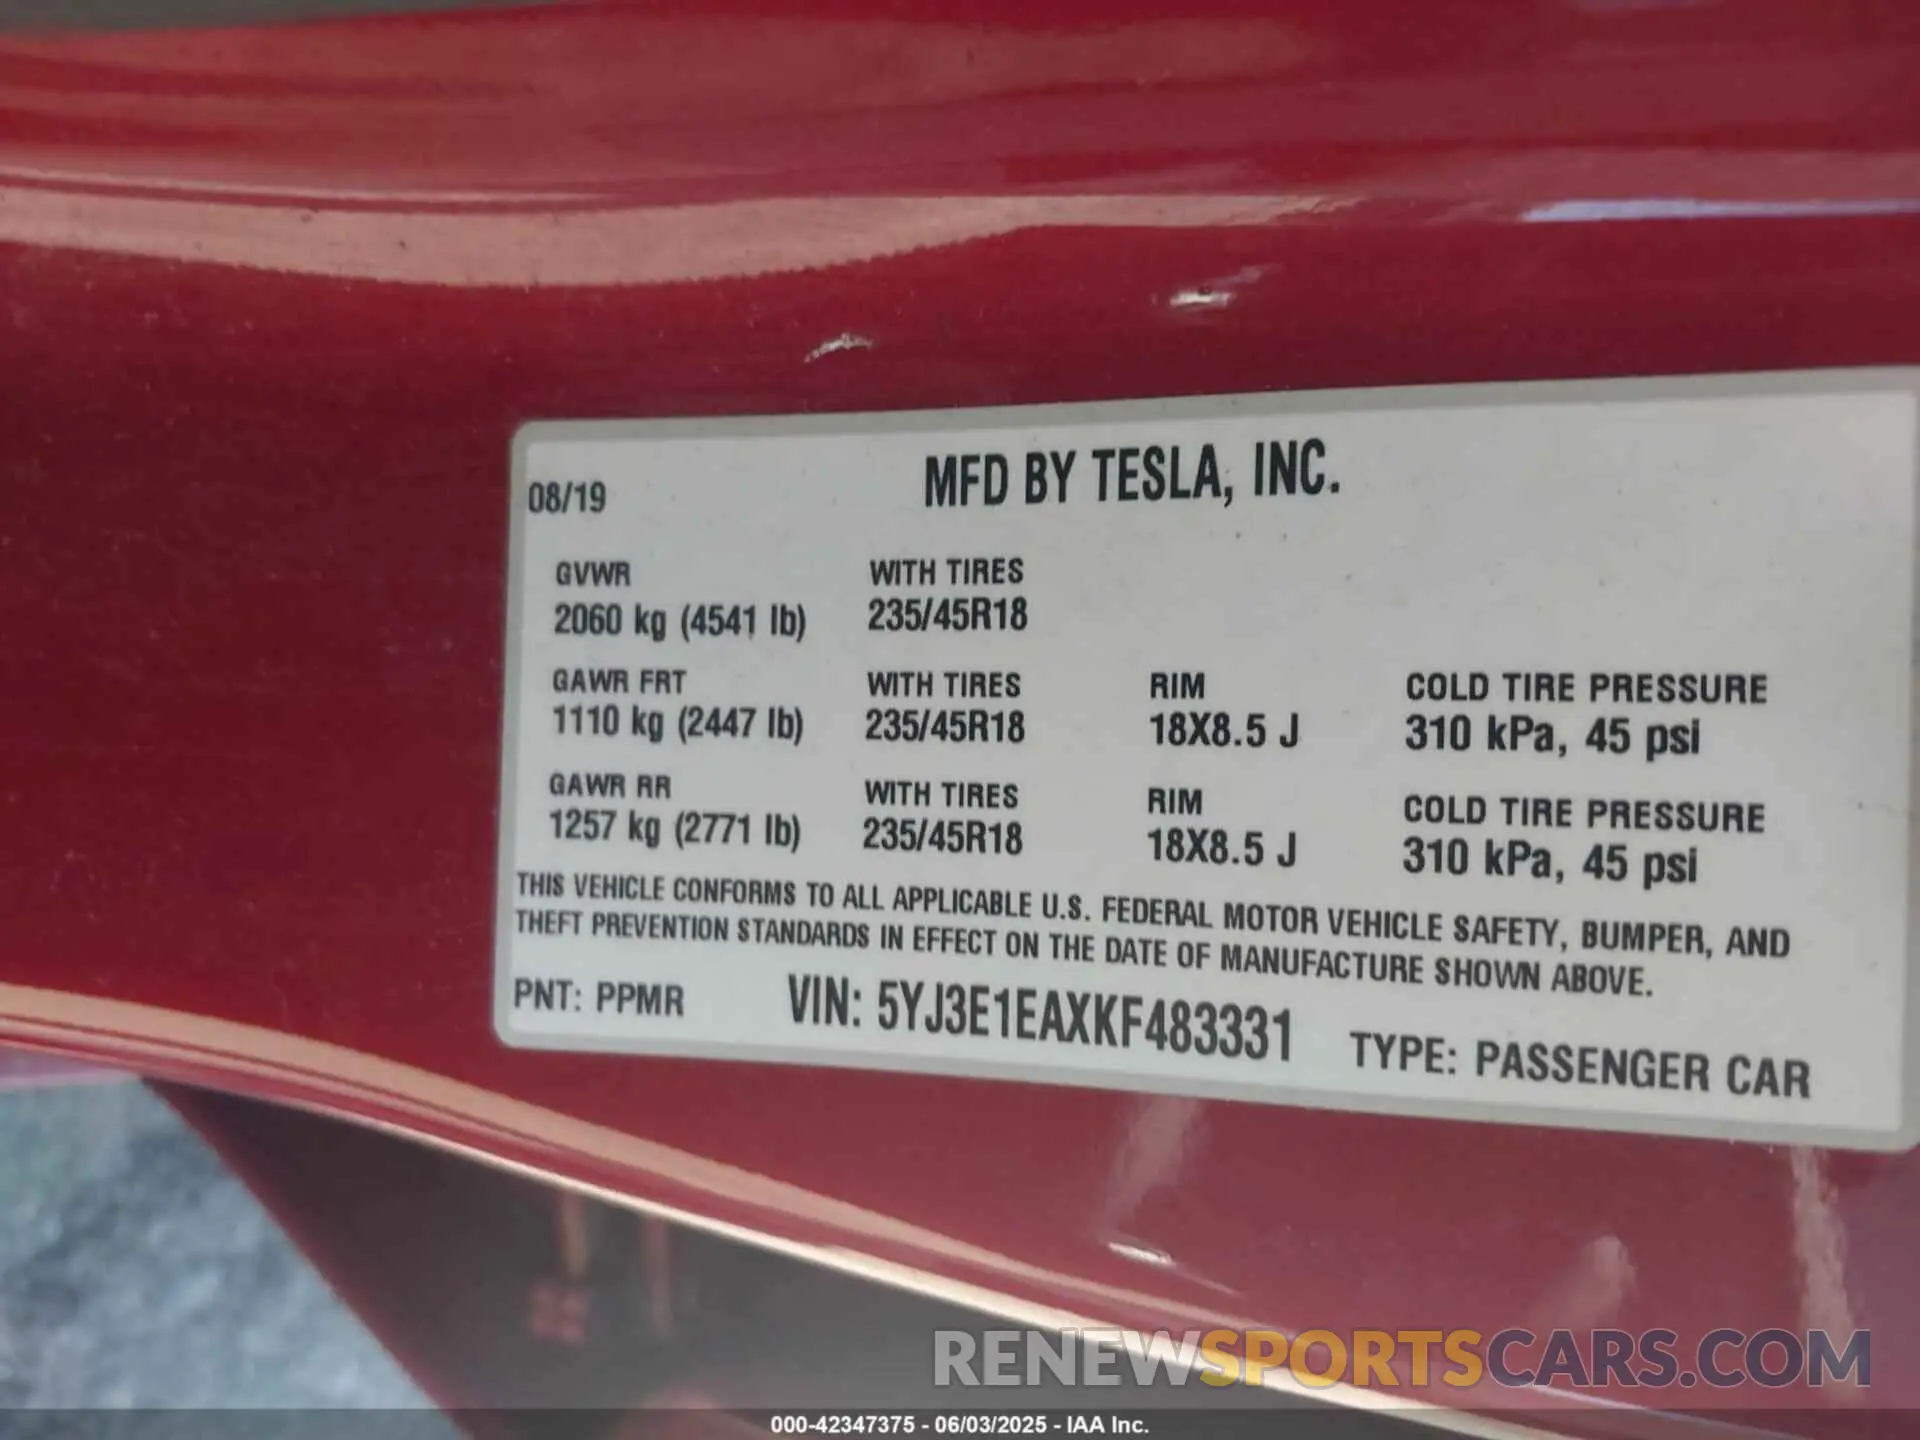 08/19
MFD BY TESLA, INC.
GVWR WITH TIRES
2060 kg (4541 lb) 235/45R18
GAWR FRT WITH TIRES RIM COLD TIRE PRESSURE
1110 kg (2447 lb) 235/45R18 18X8.5 J 310 kPa, 45 psi
GAWR RR WITH TIRES RIM COLD TIRE PRESSURE
1257 kg (2771 lb) 235/45R18 18X8.5 J 310 kPa, 45 psi
THIS VEHICLE CONFORMS TO ALL APPLICABLE U.S. FEDERAL MOTOR VEHICLE SAFETY, BUMPER, AND
THEFT PREVENTION STANDARDS IN EFFECT ON THE DATE OF MANUFACTURE SHOWN ABOVE.
PNT: PPMR VIN: 5YJ3E1EAXKF483331 TYPE: PASSENGER CAR
RENEWSPORTSCARS.COM
000-42347375 - 06/03/2025 - IAA Inc.